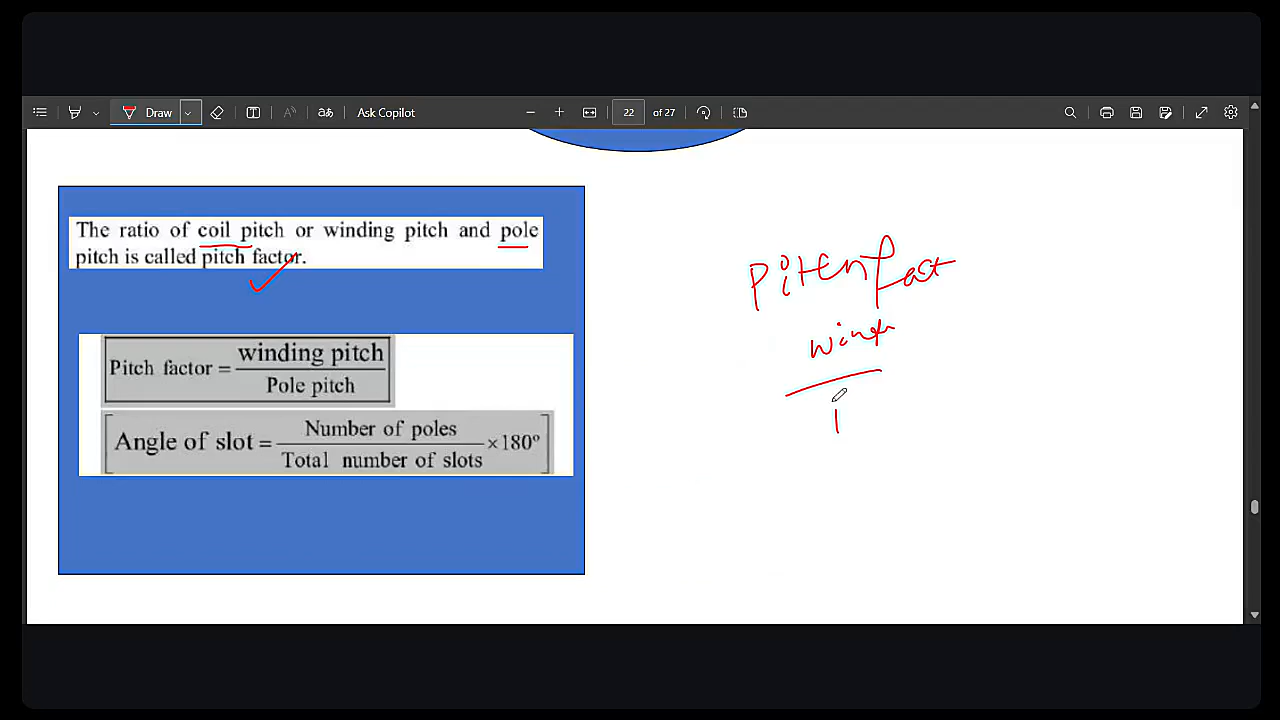 Draw
Ask Copilot
22 of 27
The ratio of coil pitch or winding pitch and pole
pitch is called pitch factor.
Pitch factor = winding pitch / Pole pitch
Angle of slot = Number of poles / Total number of slots ×180º
Pitch fact